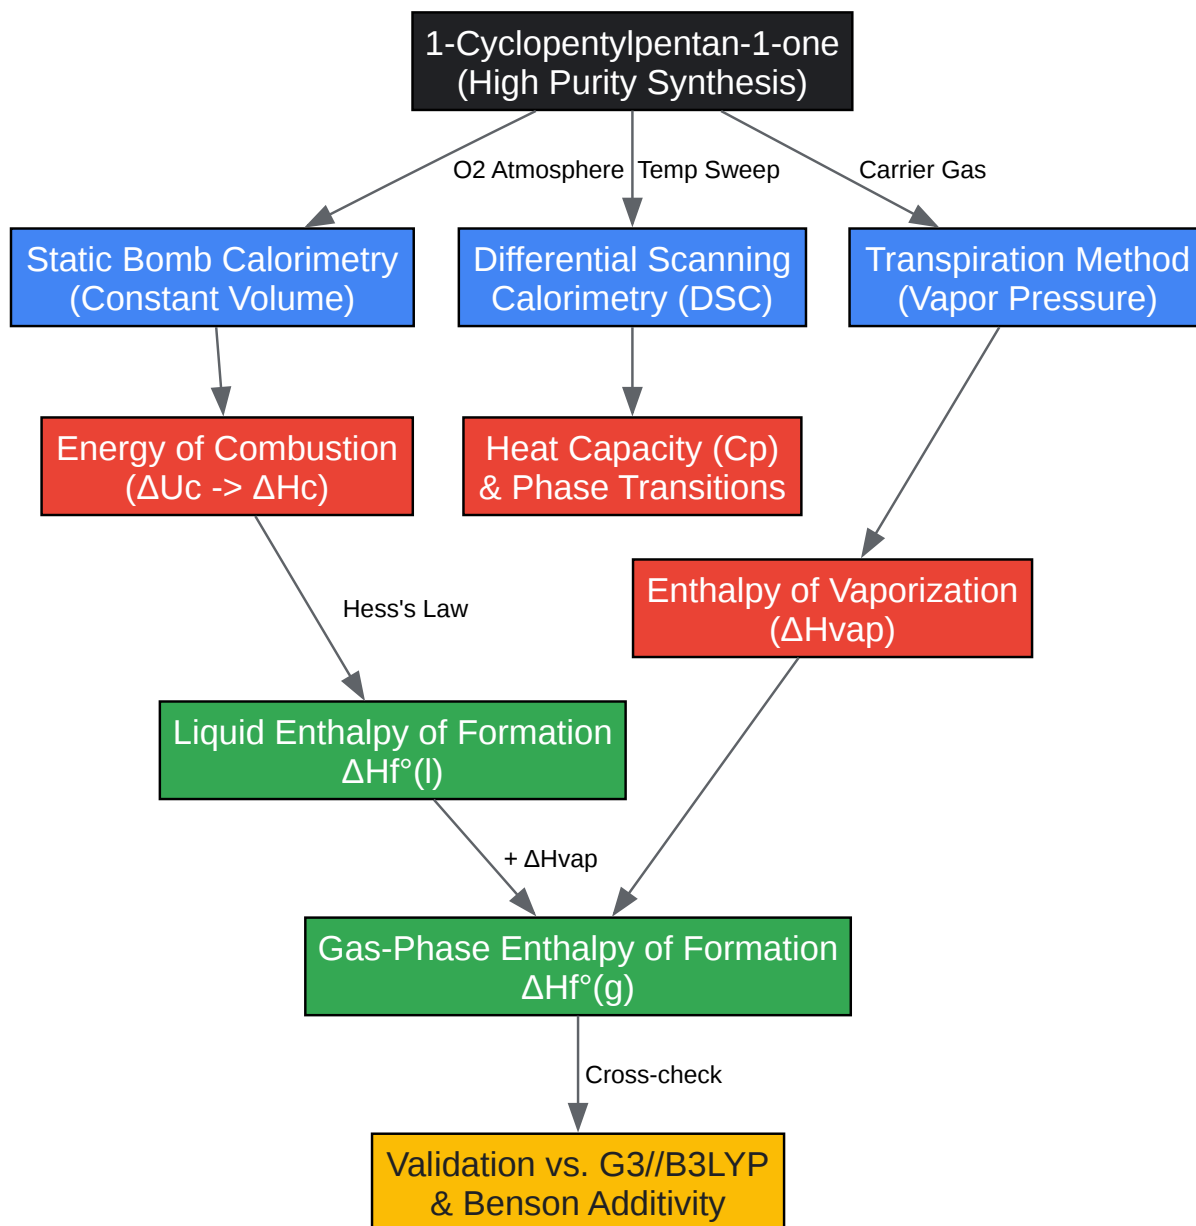 1-Cyclopentylpentan-1-one
(High Purity Synthesis)
O2 Atmosphere
Temp Sweep
Carrier Gas
Static Bomb Calorimetry
(Constant Volume)
Differential Scanning
Calorimetry (DSC)
Transpiration Method
(Vapor Pressure)
Energy of Combustion
(ΔUc -> ΔHc)
Heat Capacity (Cp)
& Phase Transitions
Enthalpy of Vaporization
(ΔHvap)
Hess's Law
Liquid Enthalpy of Formation
ΔHf°(l)
+ ΔHvap
Gas-Phase Enthalpy of Formation
ΔHf°(g)
Cross-check
Validation vs. G3//B3LYP
& Benson Additivity